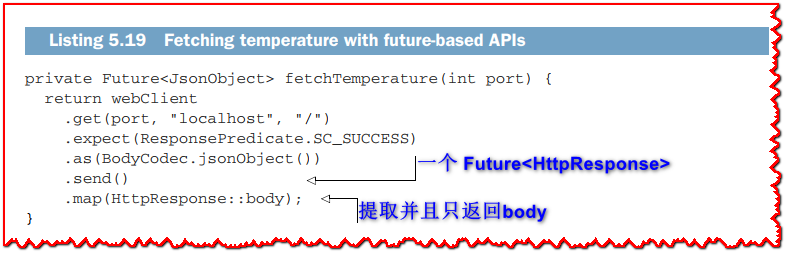 Listing 5.19 Fetching temperature with future-based APIs
private Future<JsonObject> fetchTemperature(int port) {
return webClient
.get(port, "localhost", "/")
.expect(ResponsePredicate.SC_SUCCESS)
.as(BodyCodec.jsonObject())
一个 Future<HttpResponse>
.send()
.map(HttpResponse::body);
提取并且只返回body
}